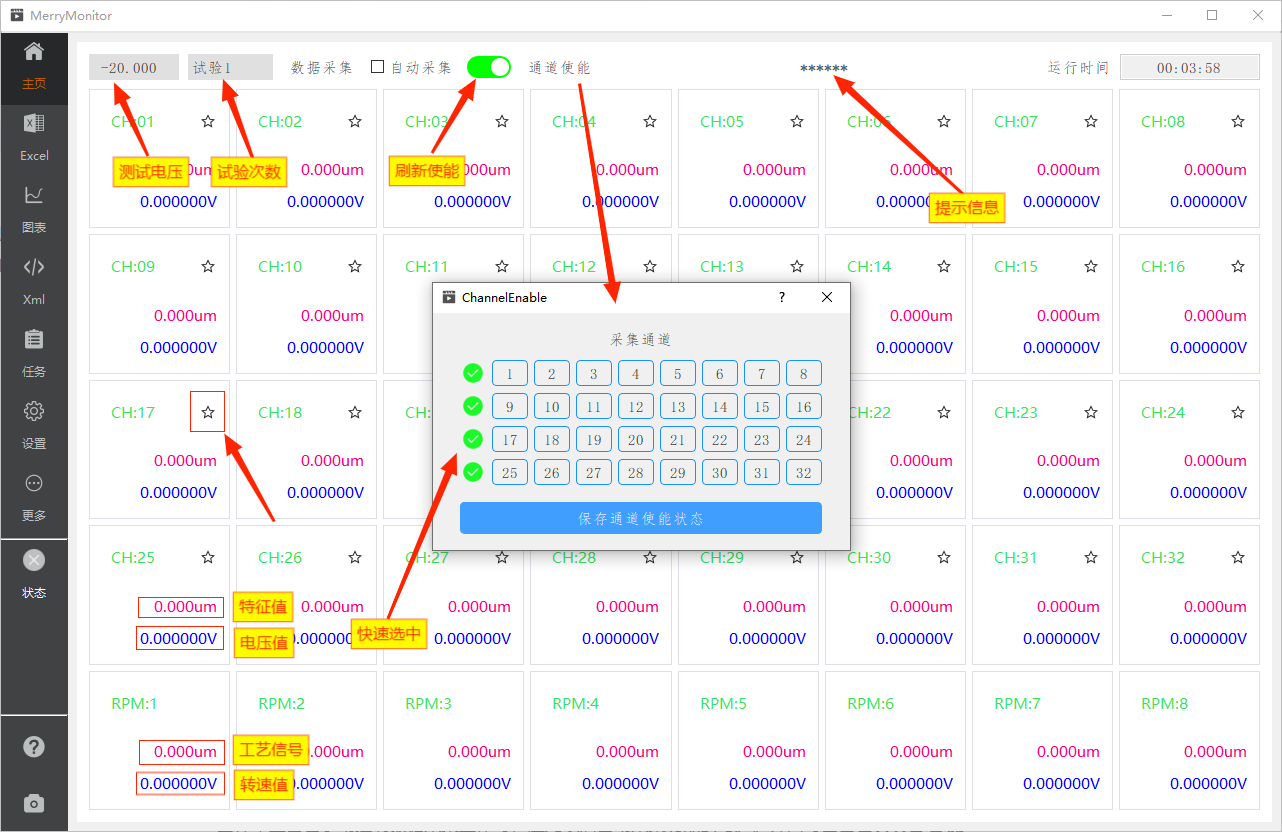 MerryMonitor
主页
Excel
图表
Xml
任务
设置
更多
状态
-20.000 试验1 数据采集 自动采集 通道使能 ****** 运行时间 00:03:58
CH:01 CH:02 CH:03 CH:04 CH:05 CH:06 CH:07 CH:08
测试电压 试验次数 刷新使能
um 0.000um 000um 0.000um 0.000um 0.000um 0.000um 0.000um
0.000000V 0.000000V 0.000000V 0.000000V 0.000000V 0.000 0.000000V 0.000000V
提示信息
CH:09 CH:10 CH:11 CH:12 CH:13 CH:14 CH:15 CH:16
0.000um 0.000um 0.000um 0.000um 0.000um
0.000000V 0.000000V 0.000000V 0.000000V 0.000000V
ChannelEnable ?
采集通道
1 2 3 4 5 6 7 8
9 10 11 12 13 14 15 16
17 18 19 20 21 22 23 24
25 26 27 28 29 30 31 32
保存通道使能状态
CH:17 CH:18 CH: CH:22 CH:23 CH:24
0.000um 0.000um 0.000um 0.000um 0.000um
0.000000V 0.000000V 0.000000V 0.000000V 0.000000V
CH:25 CH:26 CH:27 CH:28 CH:29 CH:30 CH:31 CH:32
0.000um 特征值 0.000um 0.000um 0.000um 0.000um 0.000um 0.000um 0.000um
0.000000V 电压值 0.000000V 0.000000V 0.000000V 0.000000V 0.000000V 0.000000V 0.000000V
快速选中
RPM:1 RPM:2 RPM:3 RPM:4 RPM:5 RPM:6 RPM:7 RPM:8
0.000um 工艺信号 .000um 0.000um 0.000um 0.000um 0.000um 0.000um 0.000um
0.000000V 转速值 0.000000V 0.000000V 0.000000V 0.000000V 0.000000V 0.000000V 0.000000V